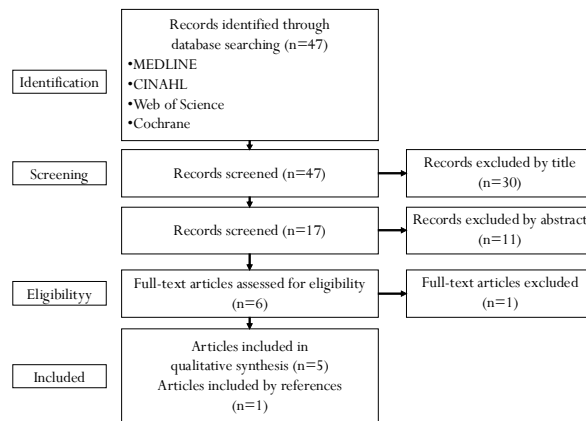 Records identified through
database searching (n=47)
•MEDLINE
•CINAHL
•Web of Science
•Cochrane
Identification
Screening
Records screened (n=47)
Records excluded by title
(n=30)
Records screened (n=17)
Records excluded by abstract
(n=11)
Eligibilityy
Full-text articles assessed for eligibility
(n=6)
Full-text articles excluded
(n=1)
Included
Articles included in
qualitative synthesis (n=5)
Articles included by references
(n=1)